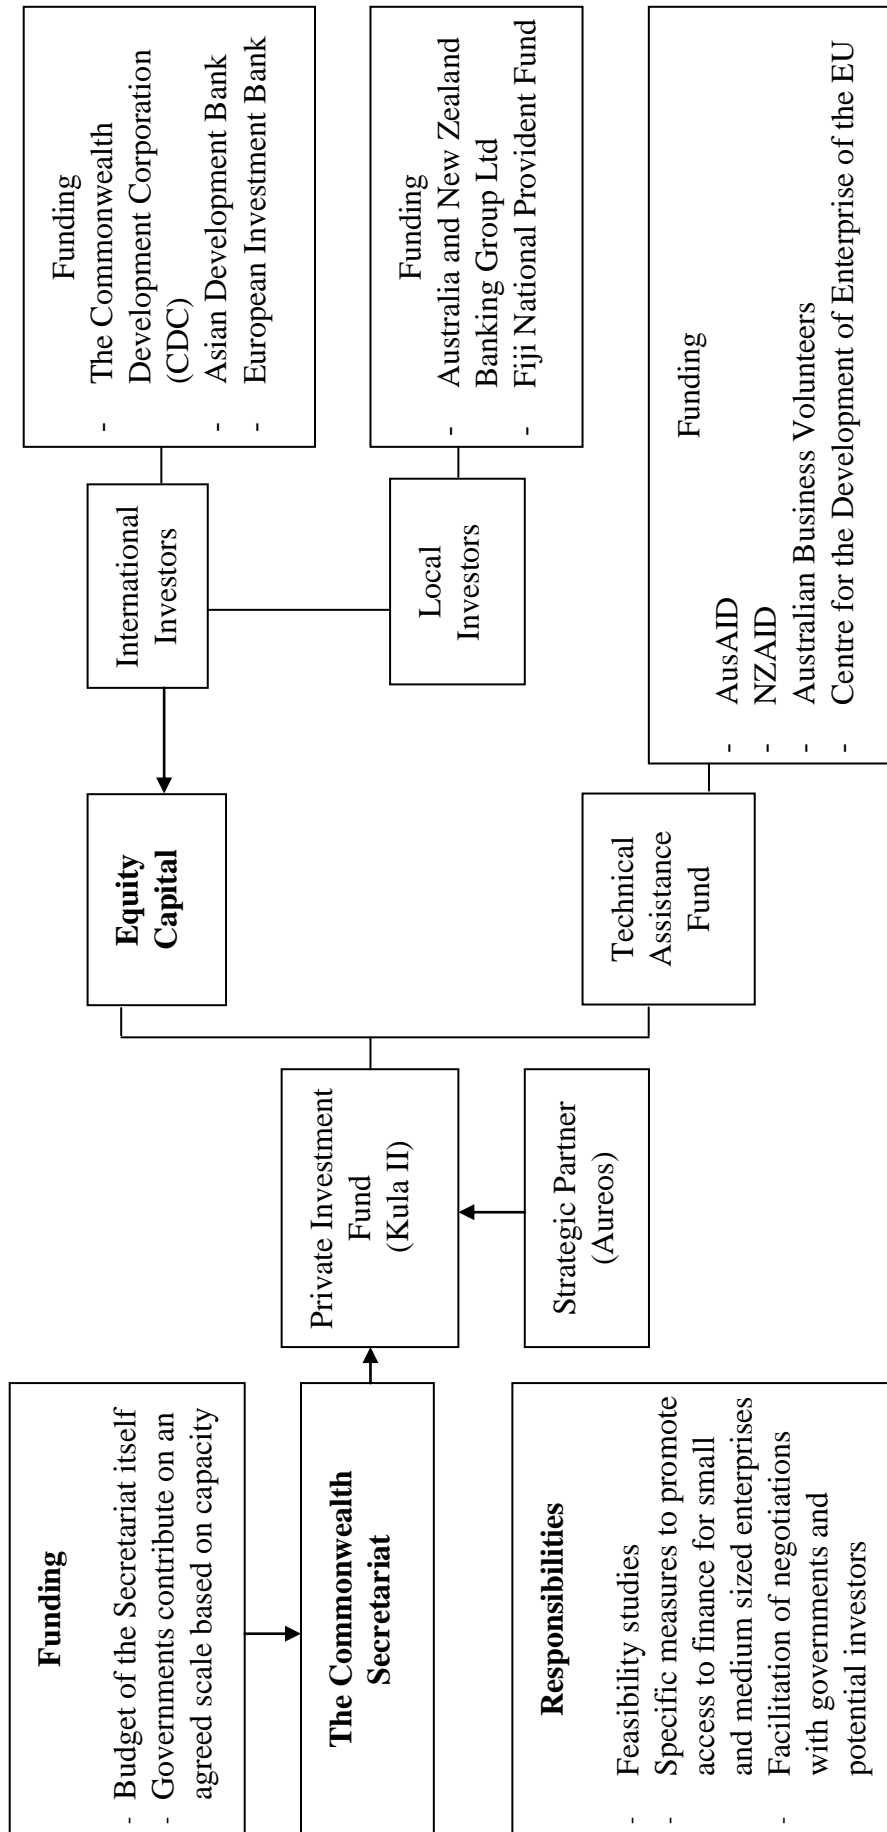 Funding
- Budget of the Secretariat itself
- Governments contribute on an
agreed scale based on capacity
The Commonwealth
Secretariat
Responsibilities
- Feasibility studies
- Specific measures to promote
access to finance for small
and medium sized enterprises
- Facilitation of negotiations
with governments and
potential investors
Private Investment
Fund
(Kula II)
Strategic Partner
(Aureos)
Equity
Capital
Technical
Assistance
Fund
International
Investors
Local
Investors
Funding
- The Commonwealth
Development Corporation
(CDC)
- Asian Development Bank
- European Investment Bank
Funding
- Australia and New Zealand
Banking Group Ltd
- Fiji National Provident Fund
Funding
- AusAID
- NZAID
- Australian Business Volunteers
- Centre for the Development of Enterprise of the EU